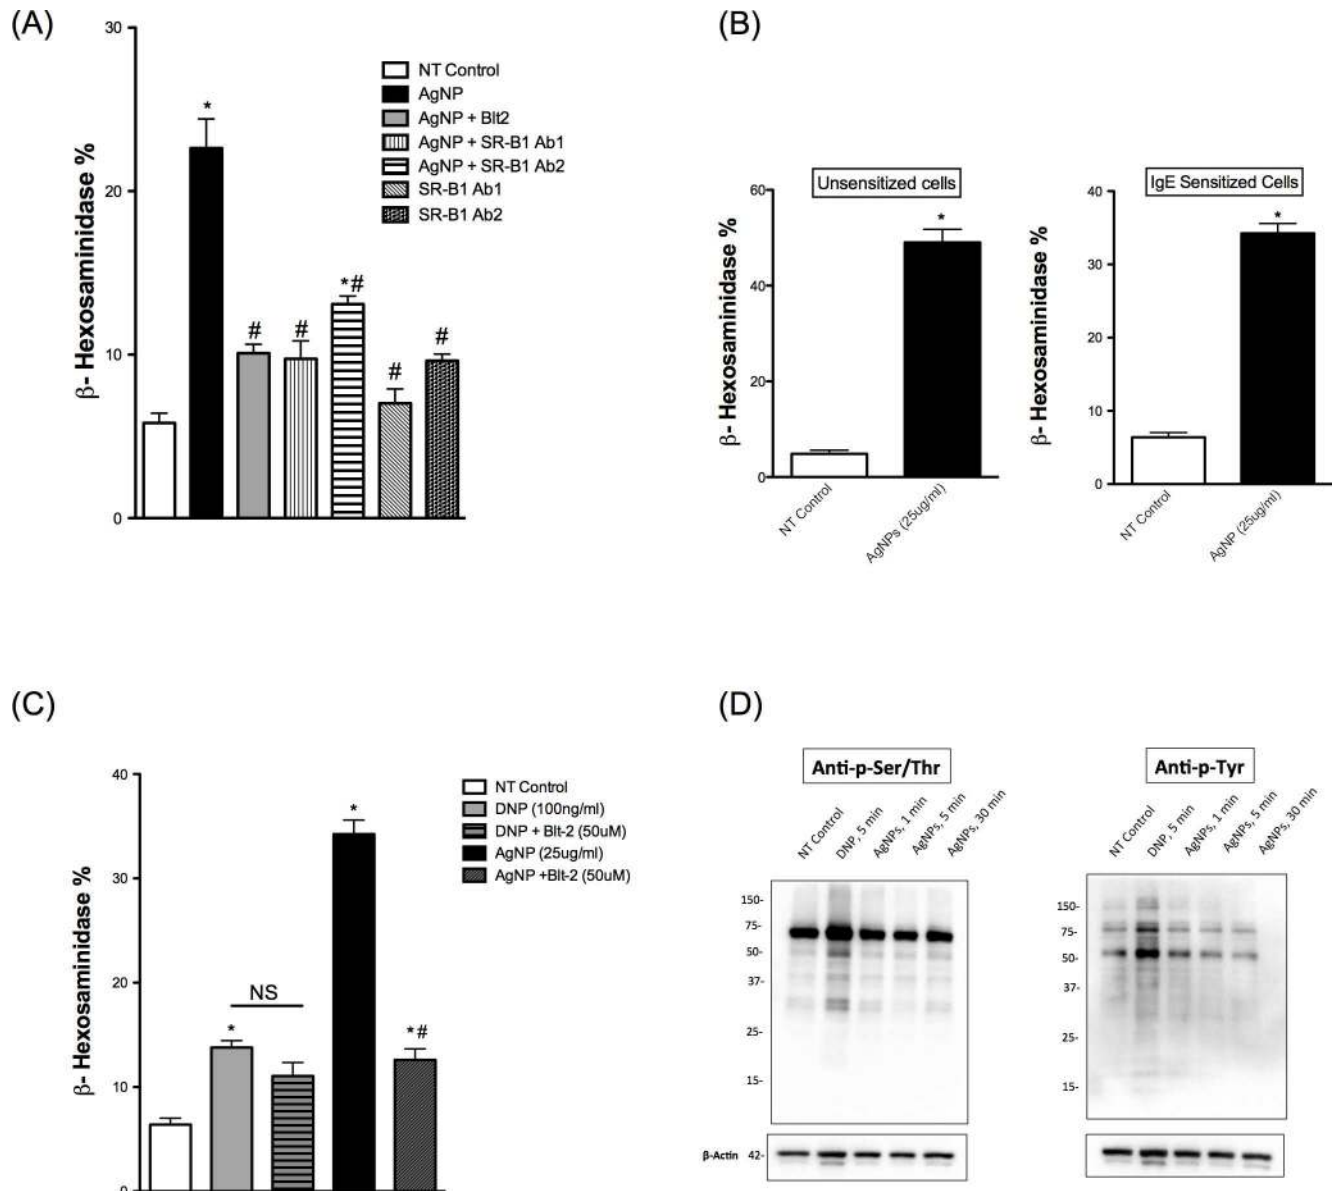 (A)
30
20
10
0
β- Hexosaminidase %
*
#
#
*#
#
#
NT Control
AgNP
AgNP + Blt2
AgNP + SR-B1 Ab1
AgNP + SR-B1 Ab2
SR-B1 Ab1
SR-B1 Ab2
(B)
Unsensitized cells
60
40
20
0
β- Hexosaminidase %
*
NT Control
AgNPs (25ug/ml)
IgE Sensitized Cells
40
30
20
10
0
β- Hexosaminidase %
*
NT Control
AgNP (25ug/ml)
(C)
40
30
20
10
0
β- Hexosaminidase %
*
NS
*
*#
NT Control
DNP (100ng/ml)
DNP + Blt-2 (50uM)
AgNP (25ug/ml)
AgNP +Blt-2 (50uM)
(D)
Anti-p-Ser/Thr
NT Control
DNP, 5 min
AgNPs, 1 min
AgNPs, 5 min
AgNPs, 30 min
150-
75-
50-
37-
25-
15-
β-Actin 42-
Anti-p-Tyr
NT Control
DNP, 5 min
AgNPs, 1 min
AgNPs, 5 min
AgNPs, 30 min
150-
75-
50-
37-
25-
15-